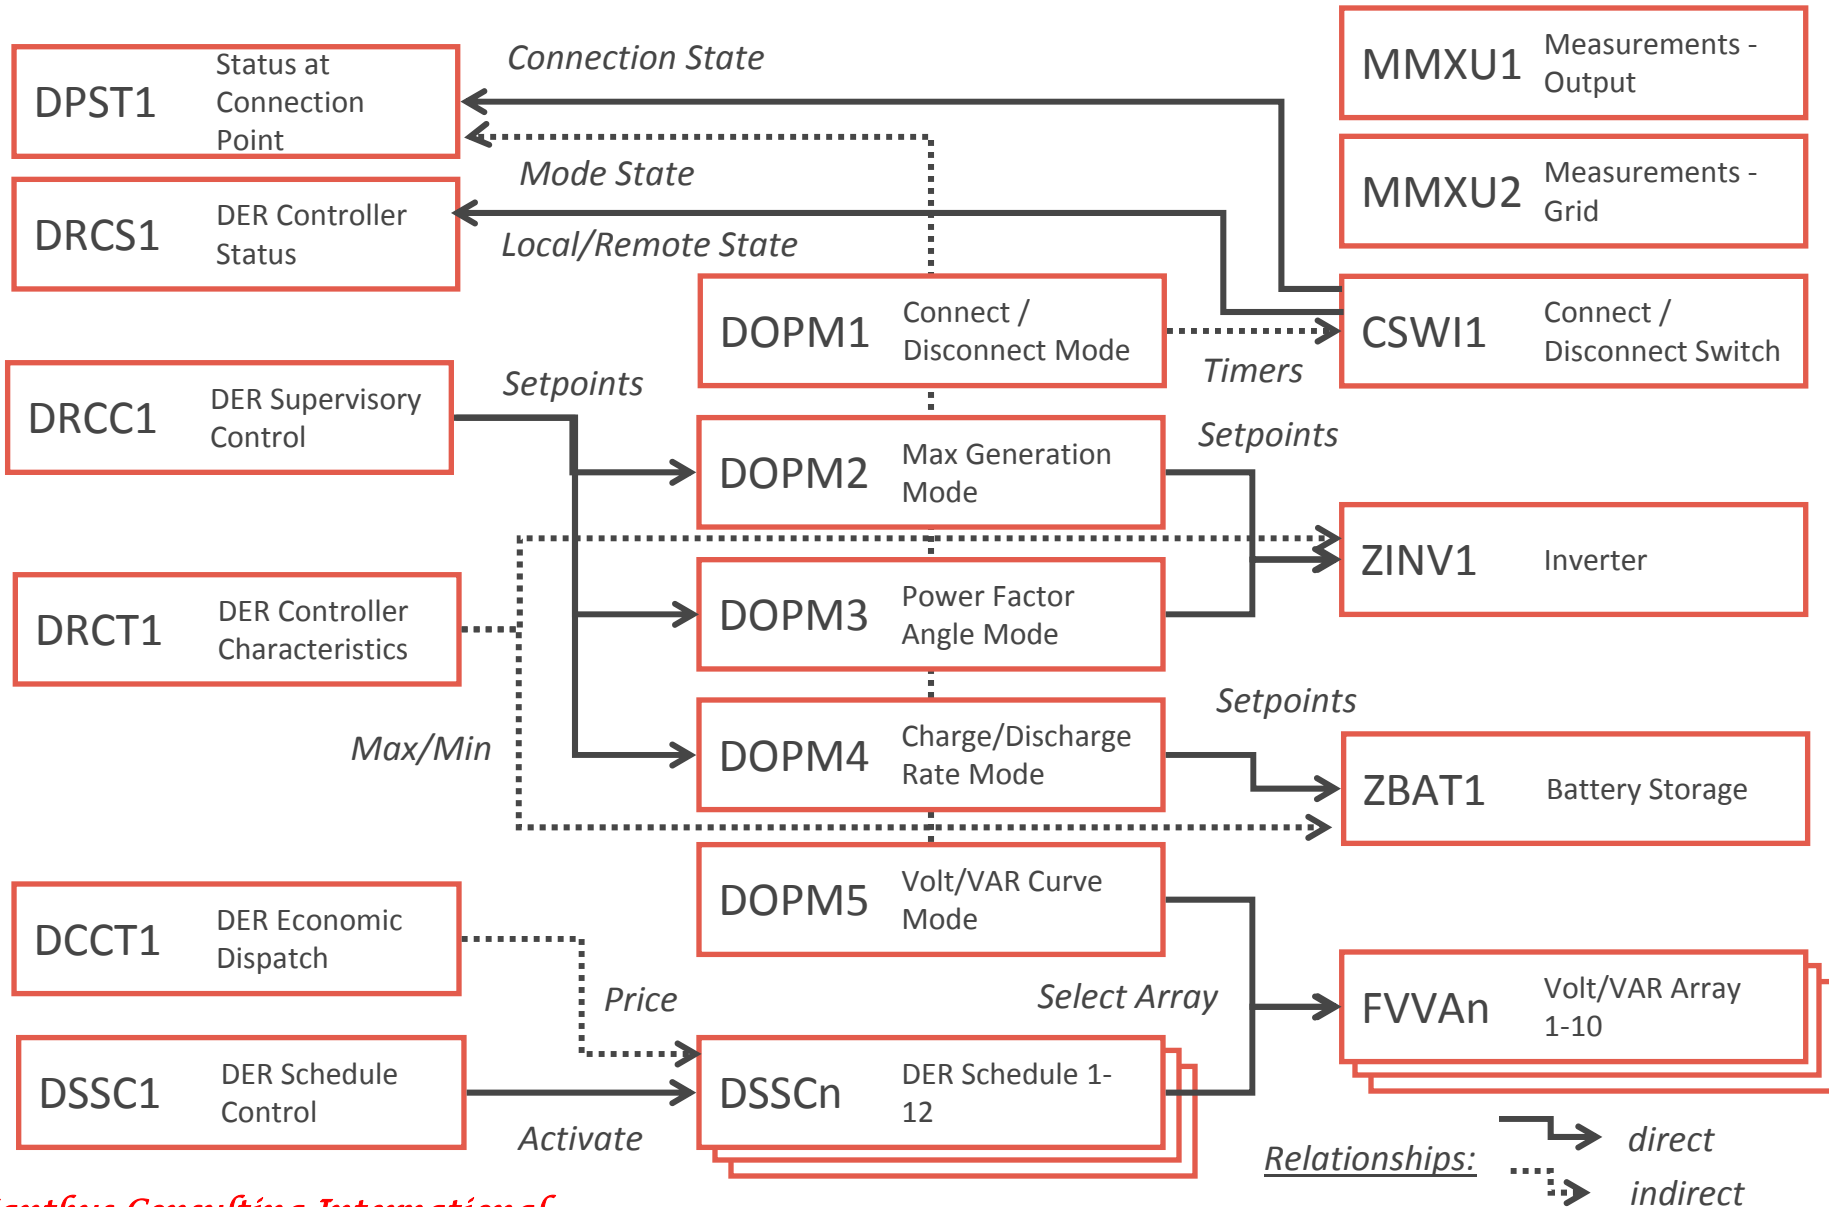 DPST1
Status at
Connection
Point
Connection State
MMXU1
Measurements -
Output
Mode State
MMXU2
Measurements -
Grid
DRCS1
DER Controller
Status
Local/Remote State
DOPM1
Connect /
Disconnect Mode
Timers
CSWI1
Connect /
Disconnect Switch
DRCC1
DER Supervisory
Control
Setpoints
DOPM2
Max Generation
Mode
Setpoints
ZINV1
Inverter
DRCT1
DER Controller
Characteristics
DOPM3
Power Factor
Angle Mode
Max/Min
DOPM4
Charge/Discharge
Rate Mode
Setpoints
ZBAT1
Battery Storage
DCCT1
DER Economic
Dispatch
DOPM5
Volt/VAR Curve
Mode
Price
Select Array
FVVAn
Volt/VAR Array
1-10
DSSC1
DER Schedule
Control
Activate
DSSCn
DER Schedule 1-
12
Relationships:
direct
indirect
Consulting International